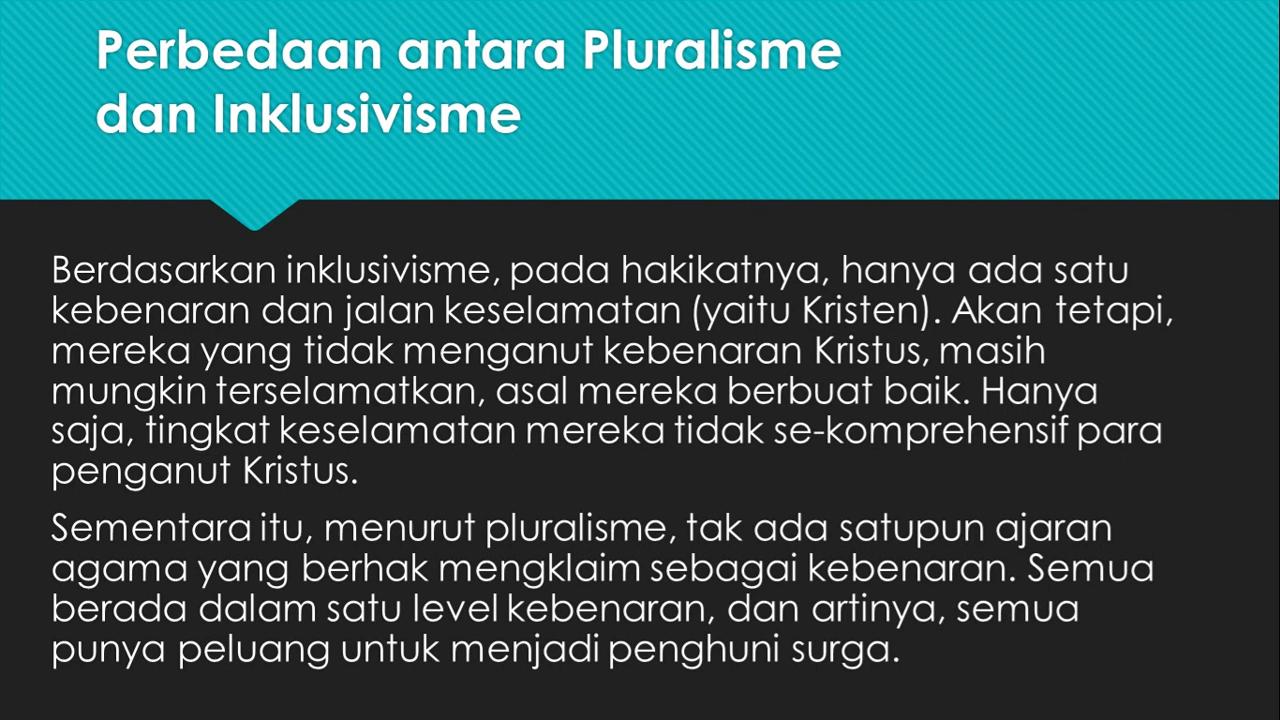 Perbedaan antara Pluralisme
dan Inklusivisme
Berdasarkan inklusivisme, pada hakikatnya, hanya ada satu
kebenaran dan jalan keselamatan (yaitu Kristen). Akan tetapi,
mereka yang tidak menganut kebenaran Kristus, masih
mungkin terselamatkan, asal mereka berbuat baik. Hanya
saja, tingkat keselamatan mereka tidak se-komprehensif para
penganut Kristus.
Sementara itu, menurut pluralisme, tak ada satupun ajaran
agama yang berhak mengklaim sebagai kebenaran. Semua
berada dalam satu level kebenaran, dan artinya, semua
punya peluang untuk menjadi penghuni surga.